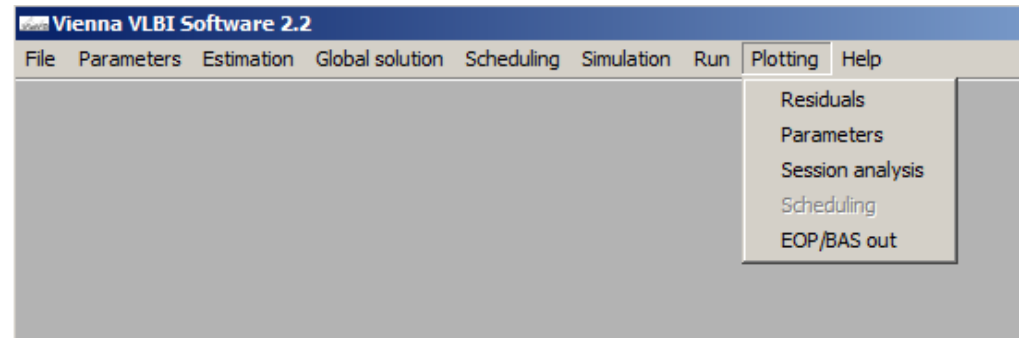 Vienna VLBI Software 2.2
File Parameters Estimation Global solution Scheduling Simulation Run Plotting Help
Residuals
Parameters
Session analysis
Scheduling
EOP/BAS out